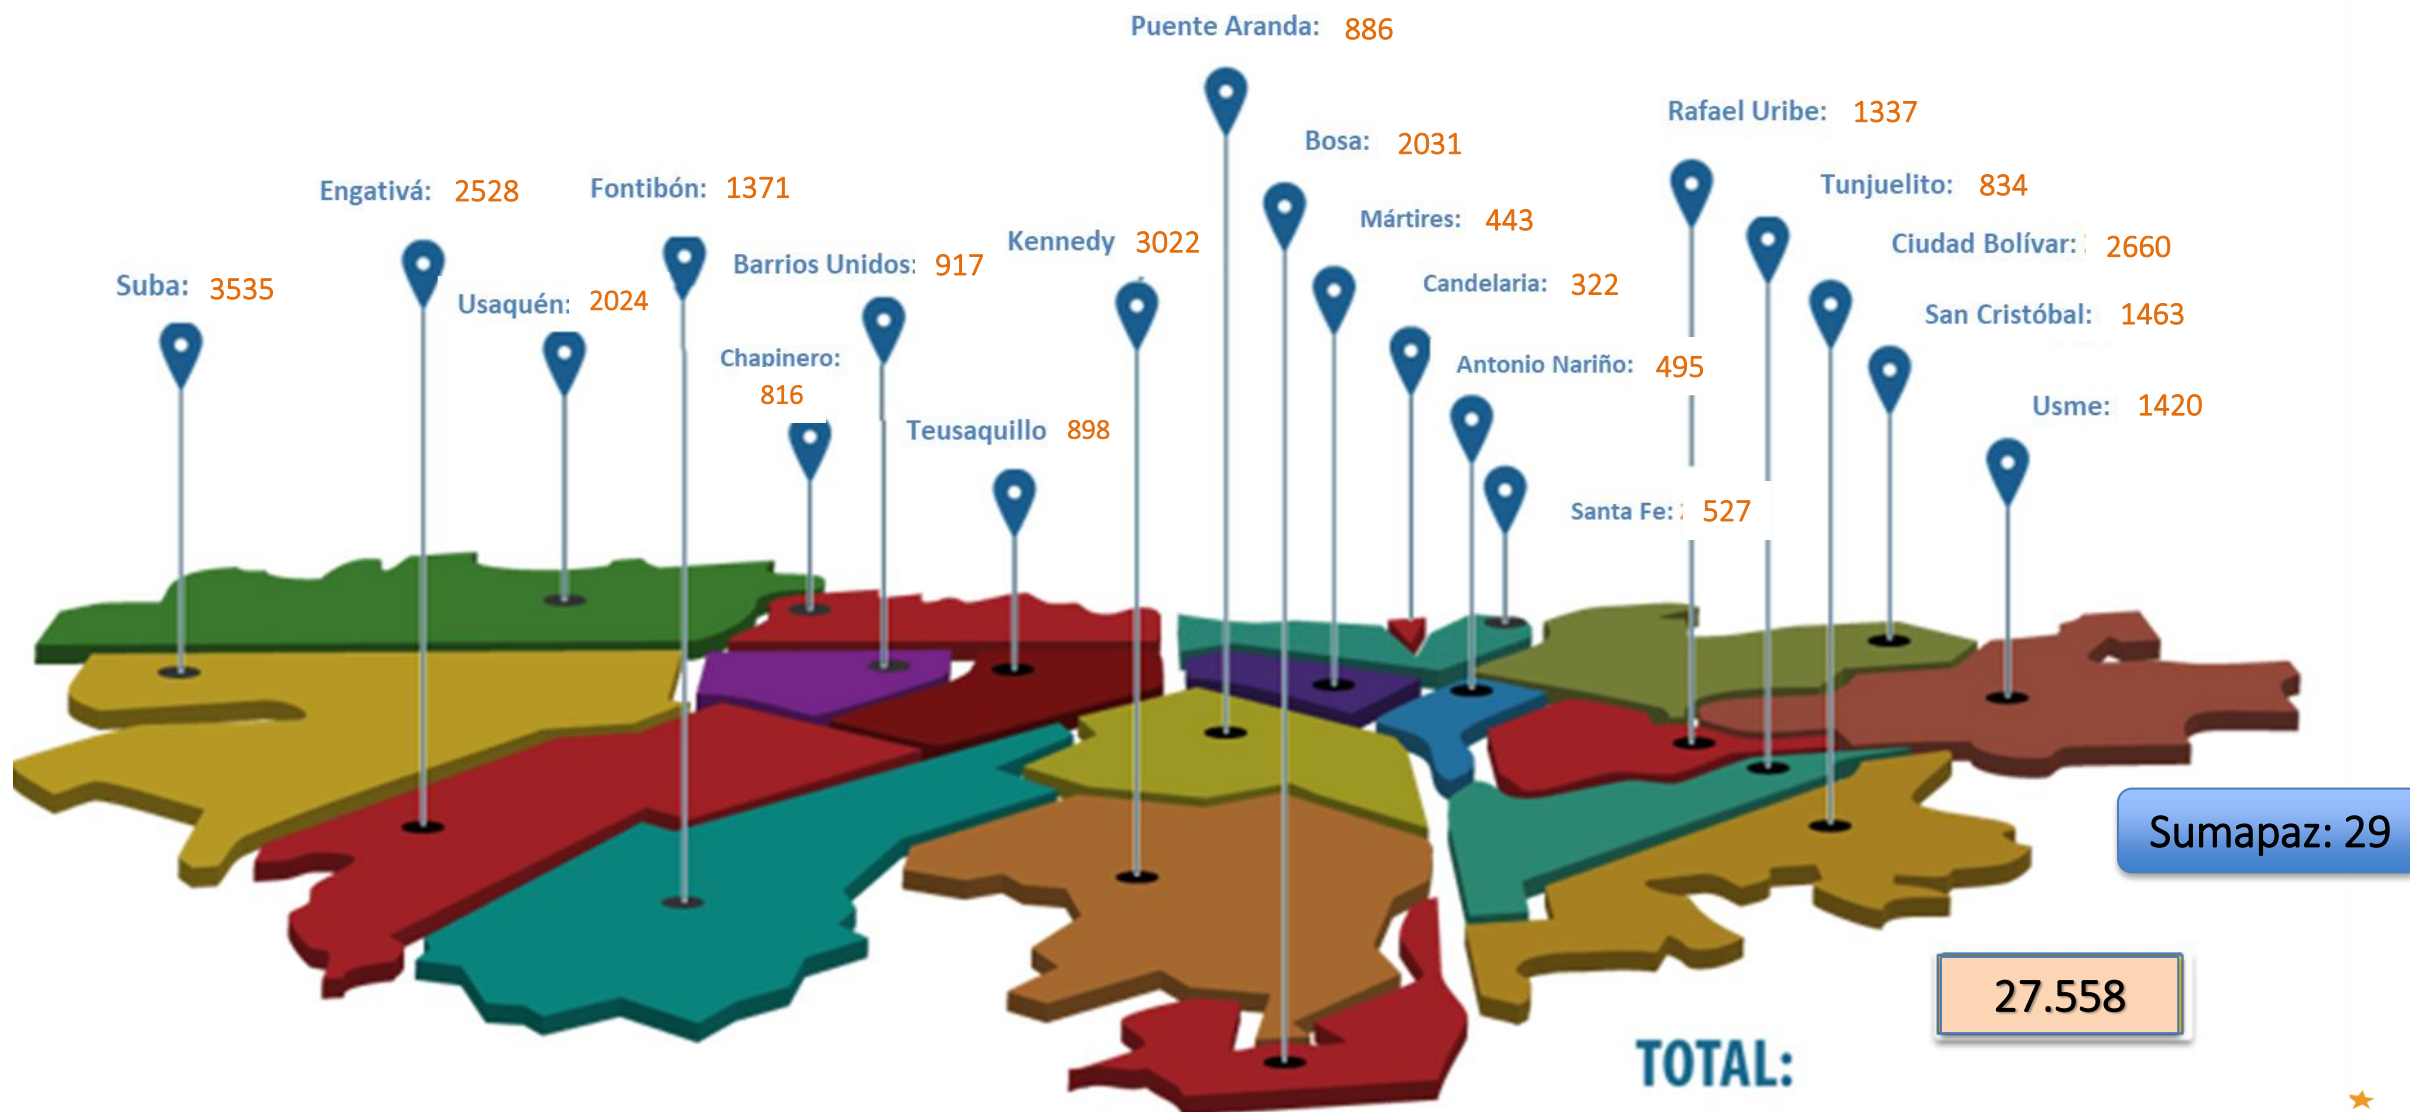 Puente Aranda: 886
Rafael Uribe: 1337
Bosa: 2031
Engativá: 2528
Fontibón: 1371
Tunjuelito: 834
Mártires: 443
Kennedy 3022
Ciudad Bolívar: 2660
Barrios Unidos: 917
Suba: 3535
Usaquén: 2024
Candelaria: 322
San Cristóbal: 1463
Chapinero:
816
Antonio Nariño: 495
Usme: 1420
Teusaquillo 898
Santa Fe: 527
Sumapaz: 29
27.558
TOTAL: